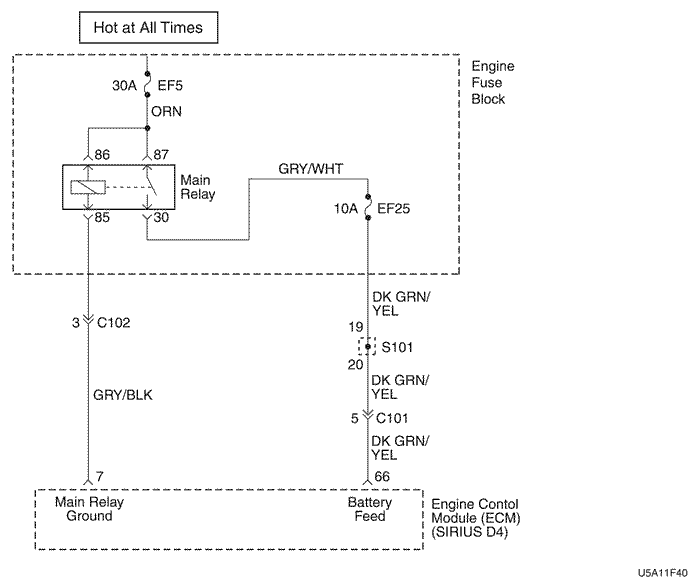 Hot at All Times
Engine
Fuse
Block
30A EF5
ORN
86 87
Main
Relay
85 30
GRY/WHT
10A EF25
DK GRN/
YEL
3 C102
19
S101
20
GRY/BLK
DK GRN/
YEL
5 C101
DK GRN/
YEL
7 66
Main Relay
Ground
Battery
Feed
Engine Contol
Module (ECM)
(SIRIUS D4)
U5A11F40